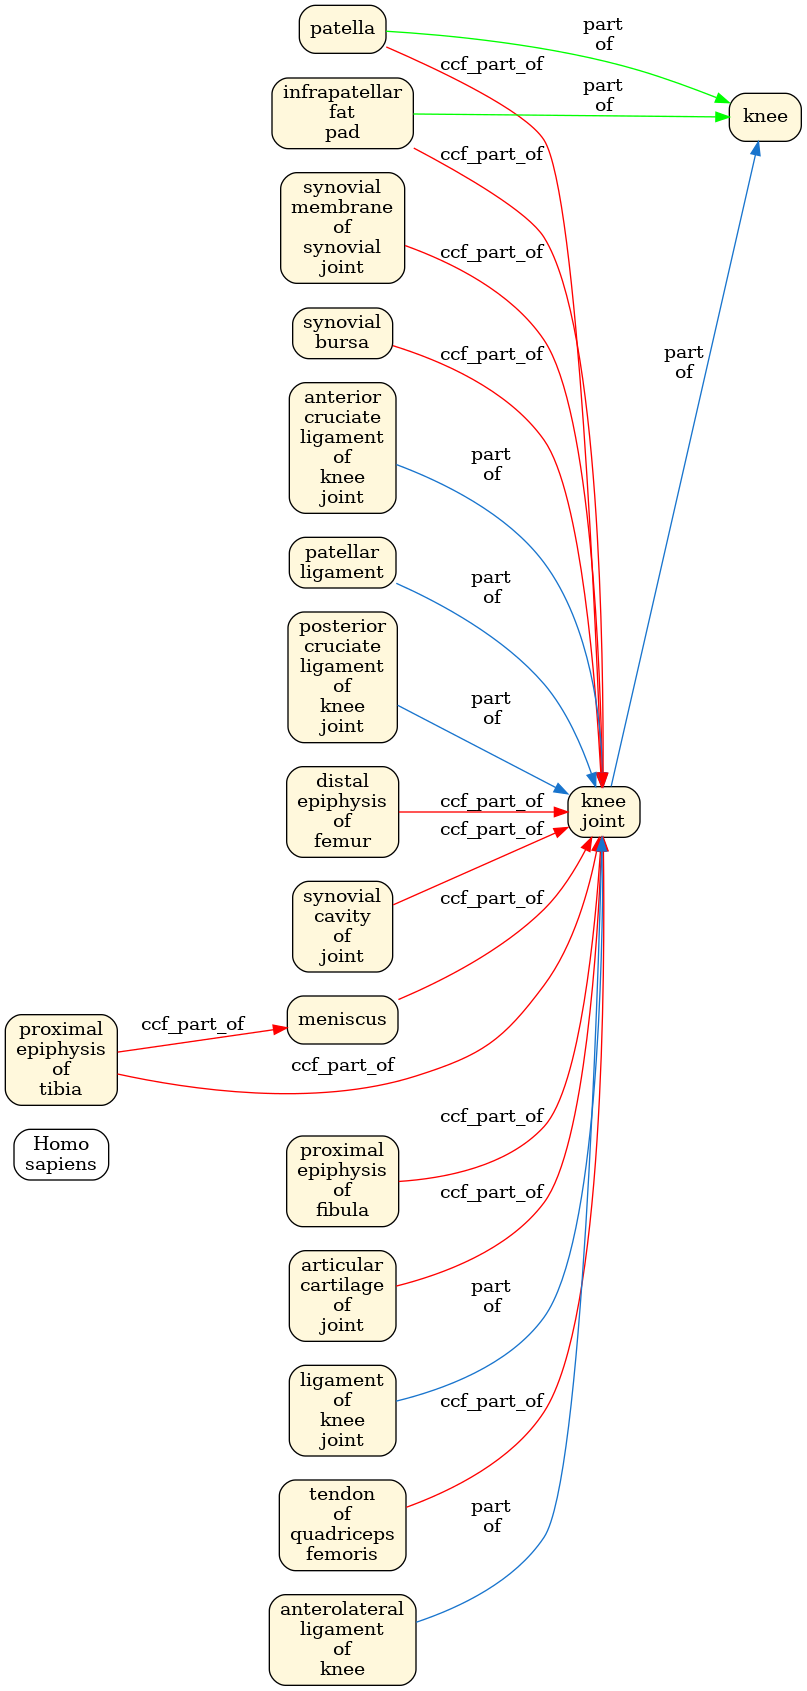 patella
part
of
ccf_part_of
infrapatellar
fat
pad
part
of
knee
ccf_part_of
synovial
membrane
of
synovial
joint
ccf_part_of
synovial
bursa
ccf_part_of
part
of
anterior
cruciate
ligament
of
knee
joint
part
of
patellar
ligament
part
of
posterior
cruciate
ligament
of
knee
joint
part
of
distal
epiphysis
of
femur
ccf_part_of
knee
joint
ccf_part_of
synovial
cavity
of
joint
ccf_part_of
meniscus
proximal
epiphysis
of
tibia
ccf_part_of
ccf_part_of
Homo
sapiens
ccf_part_of
proximal
epiphysis
of
fibula
ccf_part_of
articular
cartilage
of
joint
part
of
ligament
of
knee
joint
ccf_part_of
tendon
of
quadriceps
femoris
part
of
anterolateral
ligament
of
knee